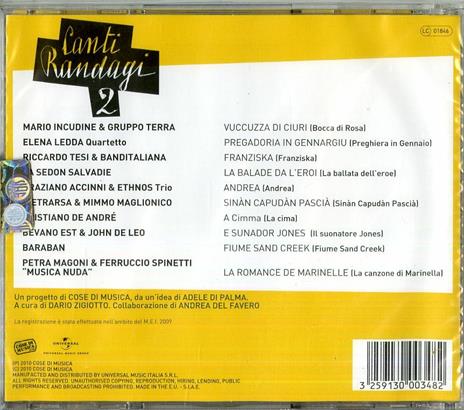 Canti
Randagi
2
LC 01846
MARIO INCUDINE & GRUPPO TERRA VUCCUZZA DI CIURI (Bocca di Rosa)
ELENA LEDDA Quartetto PREGADORIA IN GENNARGIU (Preghiera in Gennaio)
RICCARDO TESI & BANDITALIANA FRANZISKA (Franziska)
SEDON SALVADIE LA BALADE DA L'EROI (La ballata dell'eroe)
GRAZIANO ACCINNI & ETHNOS Trio ANDREA (Andrea)
PIETRARSA & MIMMO MAGLIONICO SINÀN CAPUDÀN PASCIÀ (Sinàn Capudàn Pascià)
CRISTIANO DE ANDRÉ A Cimma (La cima)
BEVANO EST & JOHN DE LEO E SUNADOR JONES (Il suonatore Jones)
BARABAN FIUME SAND CREEK (Fiume Sand Creek)
PETRA MAGONI & FERRUCCIO SPINETTI
"MUSICA NUDA" LA ROMANCE DE MARINELLE (La canzone di Marinella)
Un progetto di COSE DI MUSICA, da un'idea di ADELE DI PALMA.
A cura di DARIO ZIGIOTTO. Collaborazione di ANDREA DEL FAVERO
La registrazione è stata effettuata nell'ambito del M.E.I. 2009
COSE DI MUSICA
UNIVERSAL
UNIVERSAL MUSIC GROUP
(P) 2010 COSE DI MUSICA
(C) 2010 COSE DI MUSICA
MANUFACTURED AND DISTRIBUTED BY UNIVERSAL MUSIC ITALIA S.R.L.
ALL RIGHTS RESERVED. UNAUTHORISED COPYING, REPRODUCTION, HIRING, LENDING, PUBLIC
PERFORMANCE AND BROADCASTING PROHIBITED. MADE IN E.U. - S.I.A.E.
3 259130 003482